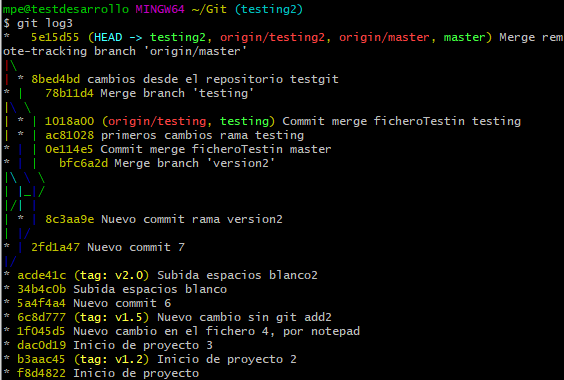 mpe@testdesarrollo MINGW64 ~/Git (testing2)
$ git log3
*   5e15d55 (HEAD -> testing2, origin/testing2, origin/master, master) Merge rem
ote-tracking branch 'origin/master'
|\
| * 8bed4bd cambios desde el repositorio testgit
* |   78b11d4 Merge branch 'testing'
|\ \
| * | 1018a00 (origin/testing, testing) Commit merge ficheroTestin testing
| * | ac81028 primeros cambios rama testing
* | | 0e114e5 Commit merge ficheroTestin master
* | |   bfc6a2d Merge branch 'version2'
|\ \ \
| |_|/
|/| |
| * | 8c3aa9e Nuevo commit rama version2
| |/
* | 2fd1a47 Nuevo commit 7
|/
* acde41c (tag: v2.0) Subida espacios blanco2
* 34b4c0b Subida espacios blanco
* 5a4f4a4 Nuevo commit 6
* 6c8d777 (tag: v1.5) Nuevo cambio sin git add2
* 1f045d5 Nuevo cambio en el fichero 4, por notepad
* dac0d19 Inicio de proyecto 3
* b3aac45 (tag: v1.2) Inicio de proyecto 2
* f8d4822 Inicio de proyecto